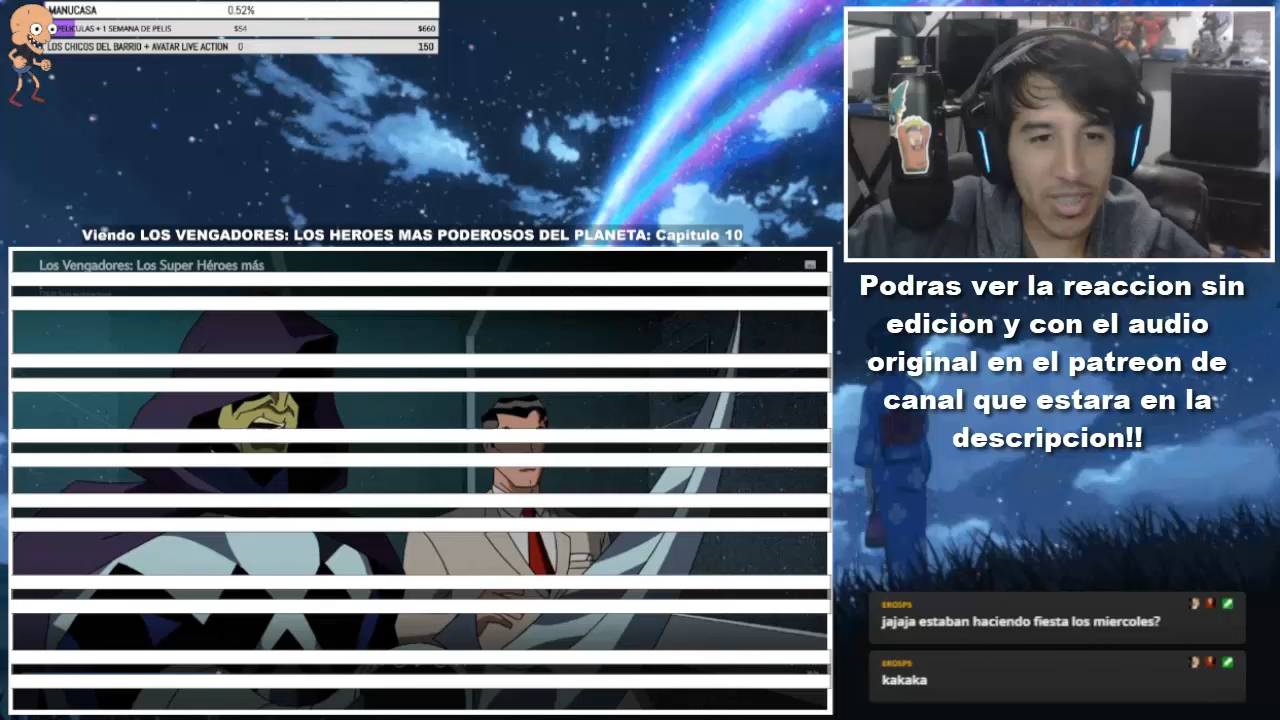 MANUCASA 0.52%
PELICULAS + 1 SEMANA DE PELIS $54 $660
LOS CHICOS DEL BARRIO + AVATAR LIVE ACTION 0 150
Viendo LOS VENGADORES: LOS HEROES MAS PODEROSOS DEL PLANETA: Capitulo 10
Los Vengadores: Los Super Héroes más
Podras ver la reaccion sin
edicion y con el audio
original en el patreon de
canal que estara en la
descripcion!!
EROSPS
jajaja estaban haciendo fiesta los miercoles?
EROSPS
kakaka